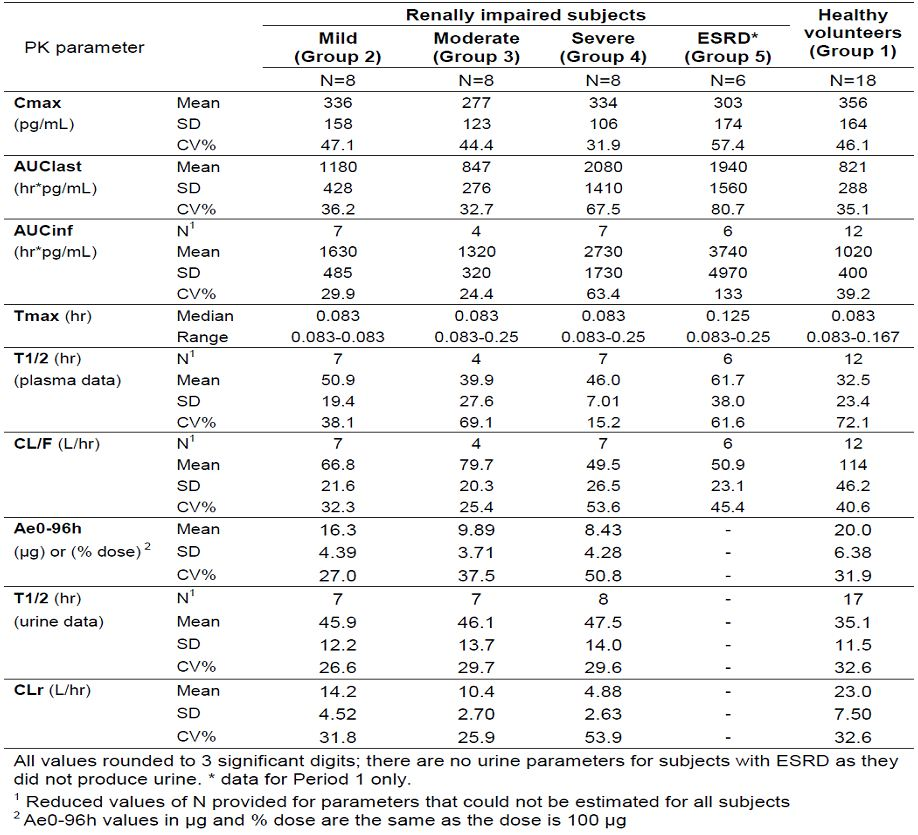 PK parameter Renally impaired subjects Healthy volunteers (Group 1)
Mild (Group 2) Moderate (Group 3) Severe (Group 4) ESRD* (Group 5)
N=8 N=8 N=8 N=6 N=18
Cmax Mean 336 277 334 303 356
(pg/mL) SD 158 123 106 174 164
CV% 47.1 44.4 31.9 57.4 46.1
AUClast Mean 1180 847 2080 1940 821
(hr*pg/mL) SD 428 276 1410 1560 288
CV% 36.2 32.7 67.5 80.7 35.1
AUCinf N1 7 4 7 6 12
(hr*pg/mL) Mean 1630 1320 2730 3740 1020
SD 485 320 1730 4970 400
CV% 29.9 24.4 63.4 133 39.2
Tmax (hr) Median 0.083 0.083 0.083 0.125 0.083
Range 0.083-0.083 0.083-0.25 0.083-0.25 0.083-0.25 0.083-0.167
T1/2 (hr) N1 7 4 7 6 12
(plasma data) Mean 50.9 39.9 46.0 61.7 32.5
SD 19.4 27.6 7.01 38.0 23.4
CV% 38.1 69.1 15.2 61.6 72.1
CL/F (L/hr) N1 7 4 7 6 12
Mean 66.8 79.7 49.5 50.9 114
SD 21.6 20.3 26.5 23.1 46.2
CV% 32.3 25.4 53.6 45.4 40.6
Ae0-96h Mean 16.3 9.89 8.43 - 20.0
(µg) or (% dose) 2 SD 4.39 3.71 4.28 - 6.38
CV% 27.0 37.5 50.8 - 31.9
T1/2 (hr) N1 7 7 8 - 17
(urine data) Mean 45.9 46.1 47.5 - 35.1
SD 12.2 13.7 14.0 - 11.5
CV% 26.6 29.7 29.6 - 32.6
CLr (L/hr) Mean 14.2 10.4 4.88 - 23.0
SD 4.52 2.70 2.63 - 7.50
CV% 31.8 25.9 53.9 - 32.6
All values rounded to 3 significant digits; there are no urine parameters for subjects with ESRD as they
did not produce urine. * data for Period 1 only.
1 Reduced values of N provided for parameters that could not be estimated for all subjects
2 Ae0-96h values in µg and % dose are the same as the dose is 100 µg